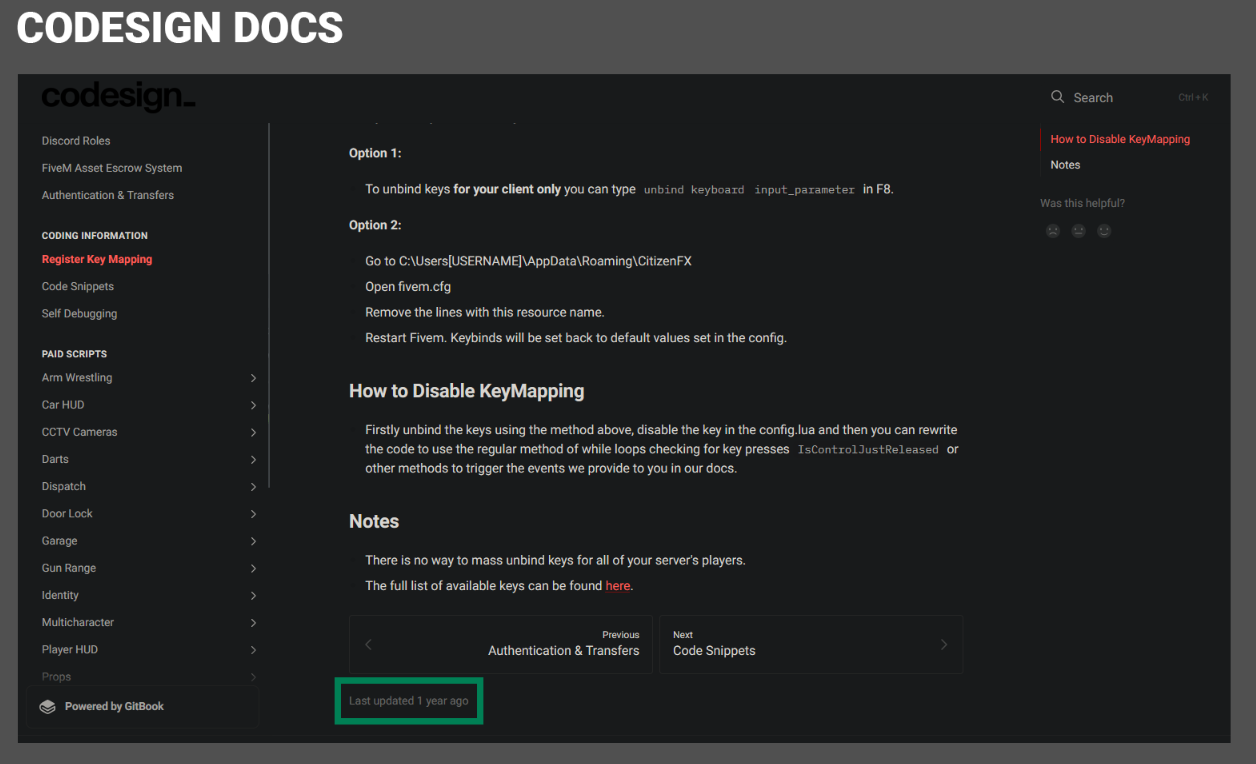 CODESIGN DOCS
codesign_
Search
Ctrl + K
Discord Roles
FiveM Asset Escrow System
Authentication & Transfers
CODING INFORMATION
Register Key Mapping
Code Snippets
Self Debugging
PAID SCRIPTS
Arm Wrestling
Car HUD
CCTV Cameras
Darts
Dispatch
Door Lock
Garage
Gun Range
Identity
Multicharacter
Player HUD
Props
Powered by GitBook
Option 1:
To unbind keys for your client only you can type unbind keyboard input_parameter in F8.
Option 2:
Go to C:\Users[USERNAME]\AppData\Roaming\CitizenFX
Open fivem.cfg
Remove the lines with this resource name.
Restart Fivem. Keybinds will be set back to default values set in the config.
How to Disable KeyMapping
Firstly unbind the keys using the method above, disable the key in the config.lua and then you can rewrite
the code to use the regular method of while loops checking for key presses IsControlJustReleased or
other methods to trigger the events we provide to you in our docs.
Notes
There is no way to mass unbind keys for all of your server's players.
The full list of available keys can be found here.
Previous
Authentication & Transfers
Next
Code Snippets
Last updated 1 year ago
How to Disable KeyMapping
Notes
Was this helpful?